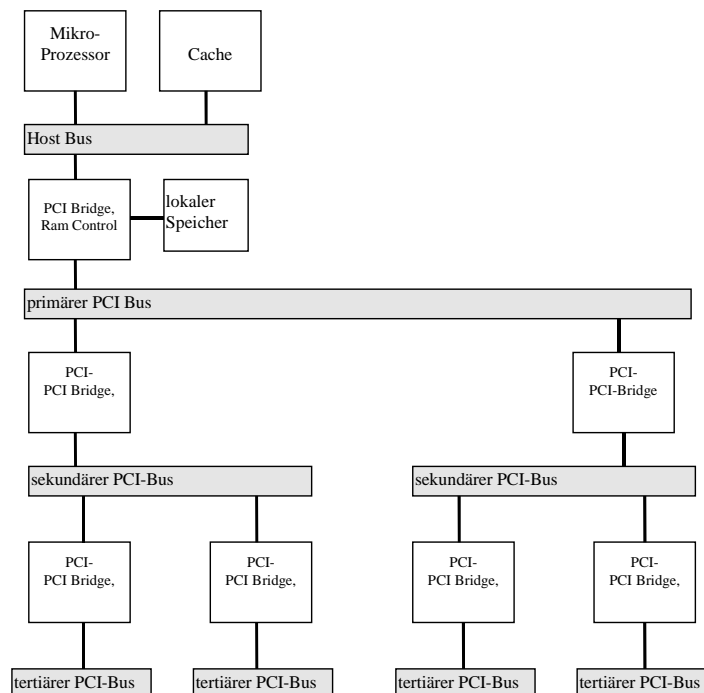 Mikro-
Prozessor
Cache
Host Bus
PCI Bridge,
Ram Control
lokaler
Speicher
primärer PCI Bus
PCI-
PCI Bridge,
PCI-
PCI-Bridge
sekundärer PCI-Bus
sekundärer PCI-Bus
PCI-
PCI Bridge,
PCI-
PCI Bridge,
PCI-
PCI Bridge,
PCI-
PCI Bridge,
tertiärer PCI-Bus
tertiärer PCI-Bus
tertiärer PCI-Bus
tertiärer PCI-Bus